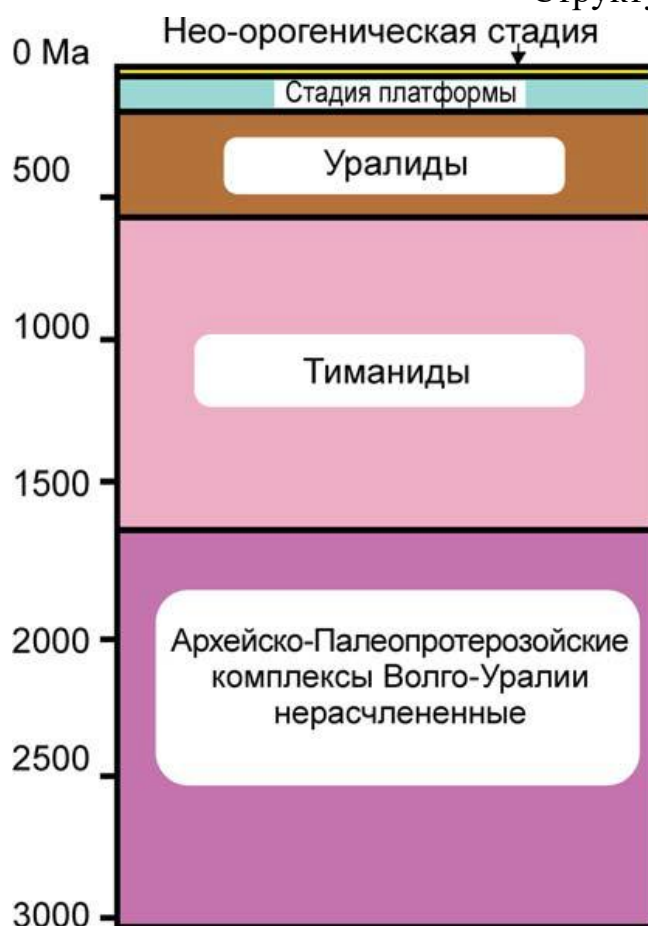 Нео-орогеническая стадия
0 Ma
Стадия платформы
Уралиды
500
1000
Тиманиды
1500
2000
Архейско-Палеопротерозойские
комплексы Волго-Уралии
нерасчлененные
2500
3000